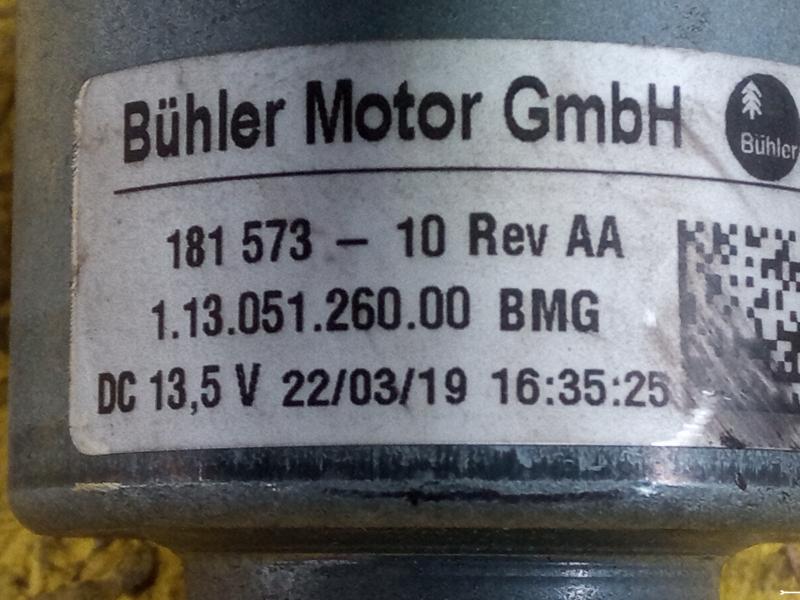 Bühler Motor GmbH
Bühler
181 573 – 10 Rev AA
1.13.051.260.00 BMG
DC 13,5 V 22/03/19 16:35:25